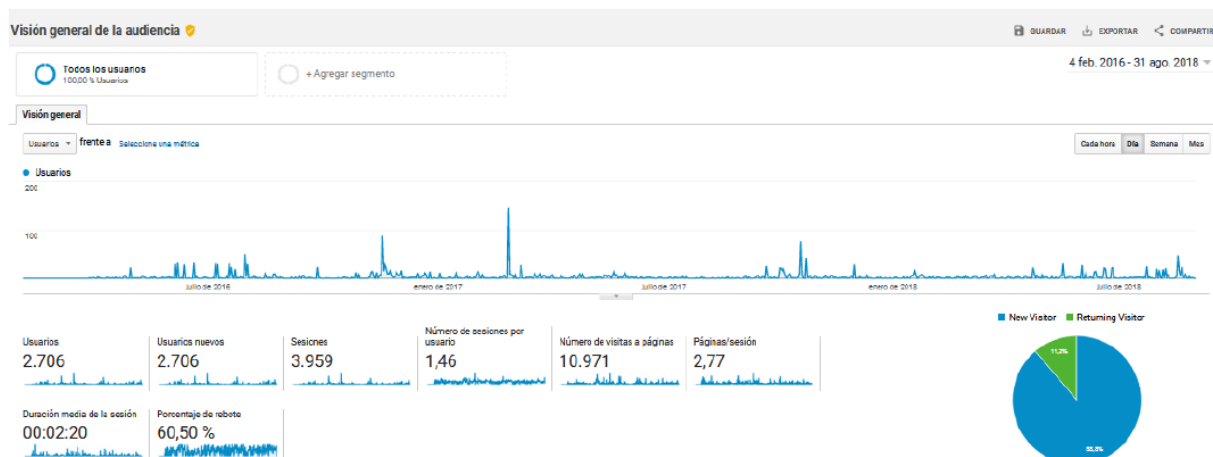 Visión general de la audiencia
GUARDAR EXPORTAR COMPARTIR
4 feb. 2016 - 31 ago. 2018
Todos los usuarios
100,00 % Usuarios
+ Agregar segmento
Visión general
Usuarios frente a Seleccione una métrica
Cada hora Día Semana Mes
Usuarios
200
100
julio de 2016 enero de 2017 julio de 2017 enero de 2018 julio de 2018
New Visitor Returning Visitor
Usuarios
2.706
Usuarios nuevos
2.706
Sesiones
3.959
Número de sesiones por
usuario
1,46
Número de visitas a páginas
10.971
Páginas/sesión
2,77
Duración media de la sesión
00:02:20
Porcentaje de rebote
60,50 %
11,2%
88,8%